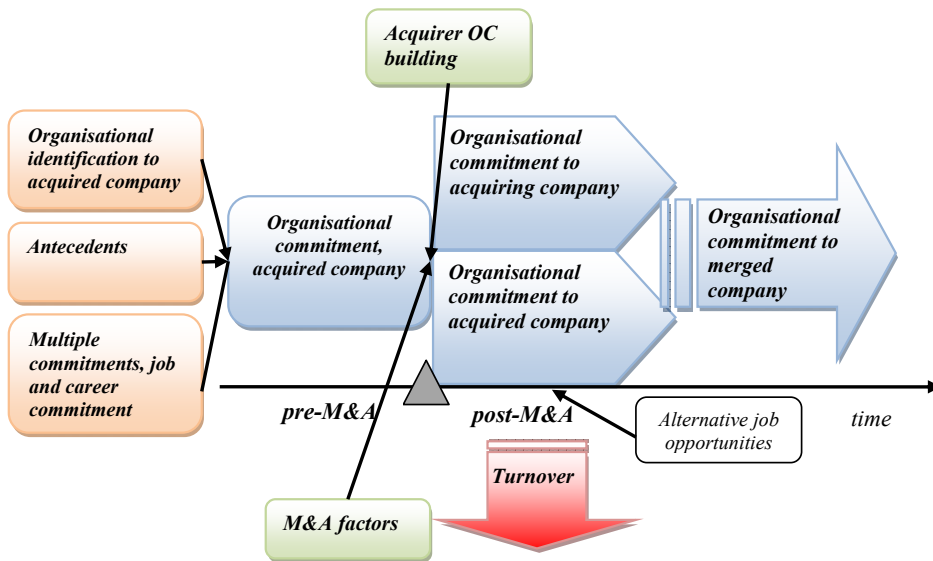 Acquirer OC
building
Organisational
identification to
acquired company
Antecedents
Multiple
commitments, job
and career
commitment
Organisational
commitment,
acquired company
Organisational
commitment to
acquiring company
Organisational
commitment to
acquired company
Organisational
commitment to
merged
company
pre-M&A
post-M&A
Alternative job
opportunities
time
Turnover
M&A factors